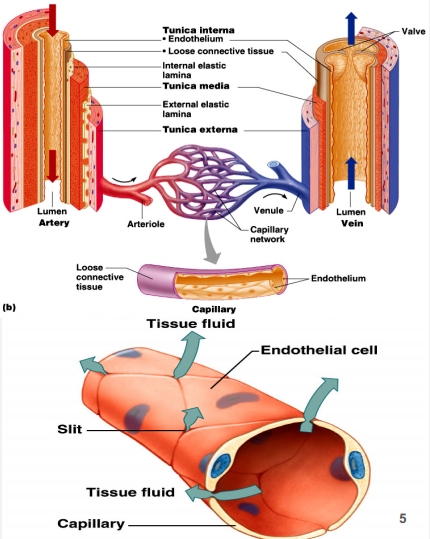 Tunica interna
• Endothelium
• Loose connective tissue
Internal elastic
lamina
Tunica media
External elastic
lamina
Tunica externa
Valve
Lumen
Artery
Arteriole
Venule
Lumen
Vein
Capillary
network
Loose
connective
tissue
Endothelium
(b)
Capillary
Tissue fluid
Endothelial cell
Slit
Tissue fluid
Capillary
5